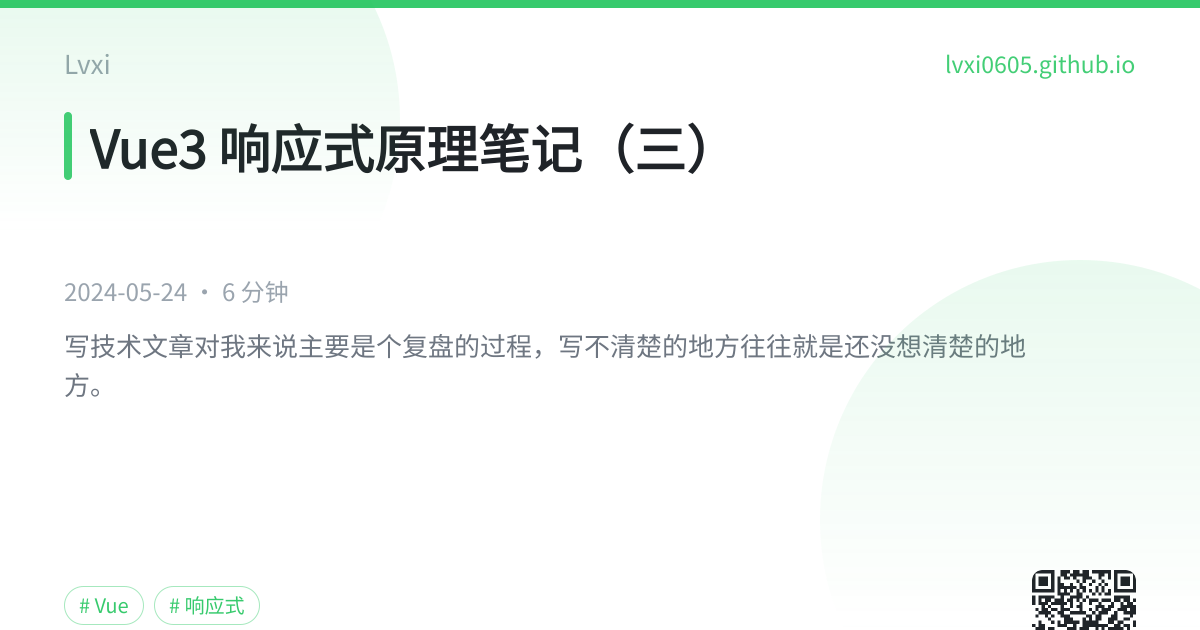 Lvxi
lvxi0605.github.io
Vue3 响应式原理笔记（三）
2024-05-24 · 6 分钟
写技术文章对我来说主要是个复盘的过程，写不清楚的地方往往就是还没想清楚的地
方。
# Vue
# 响应式